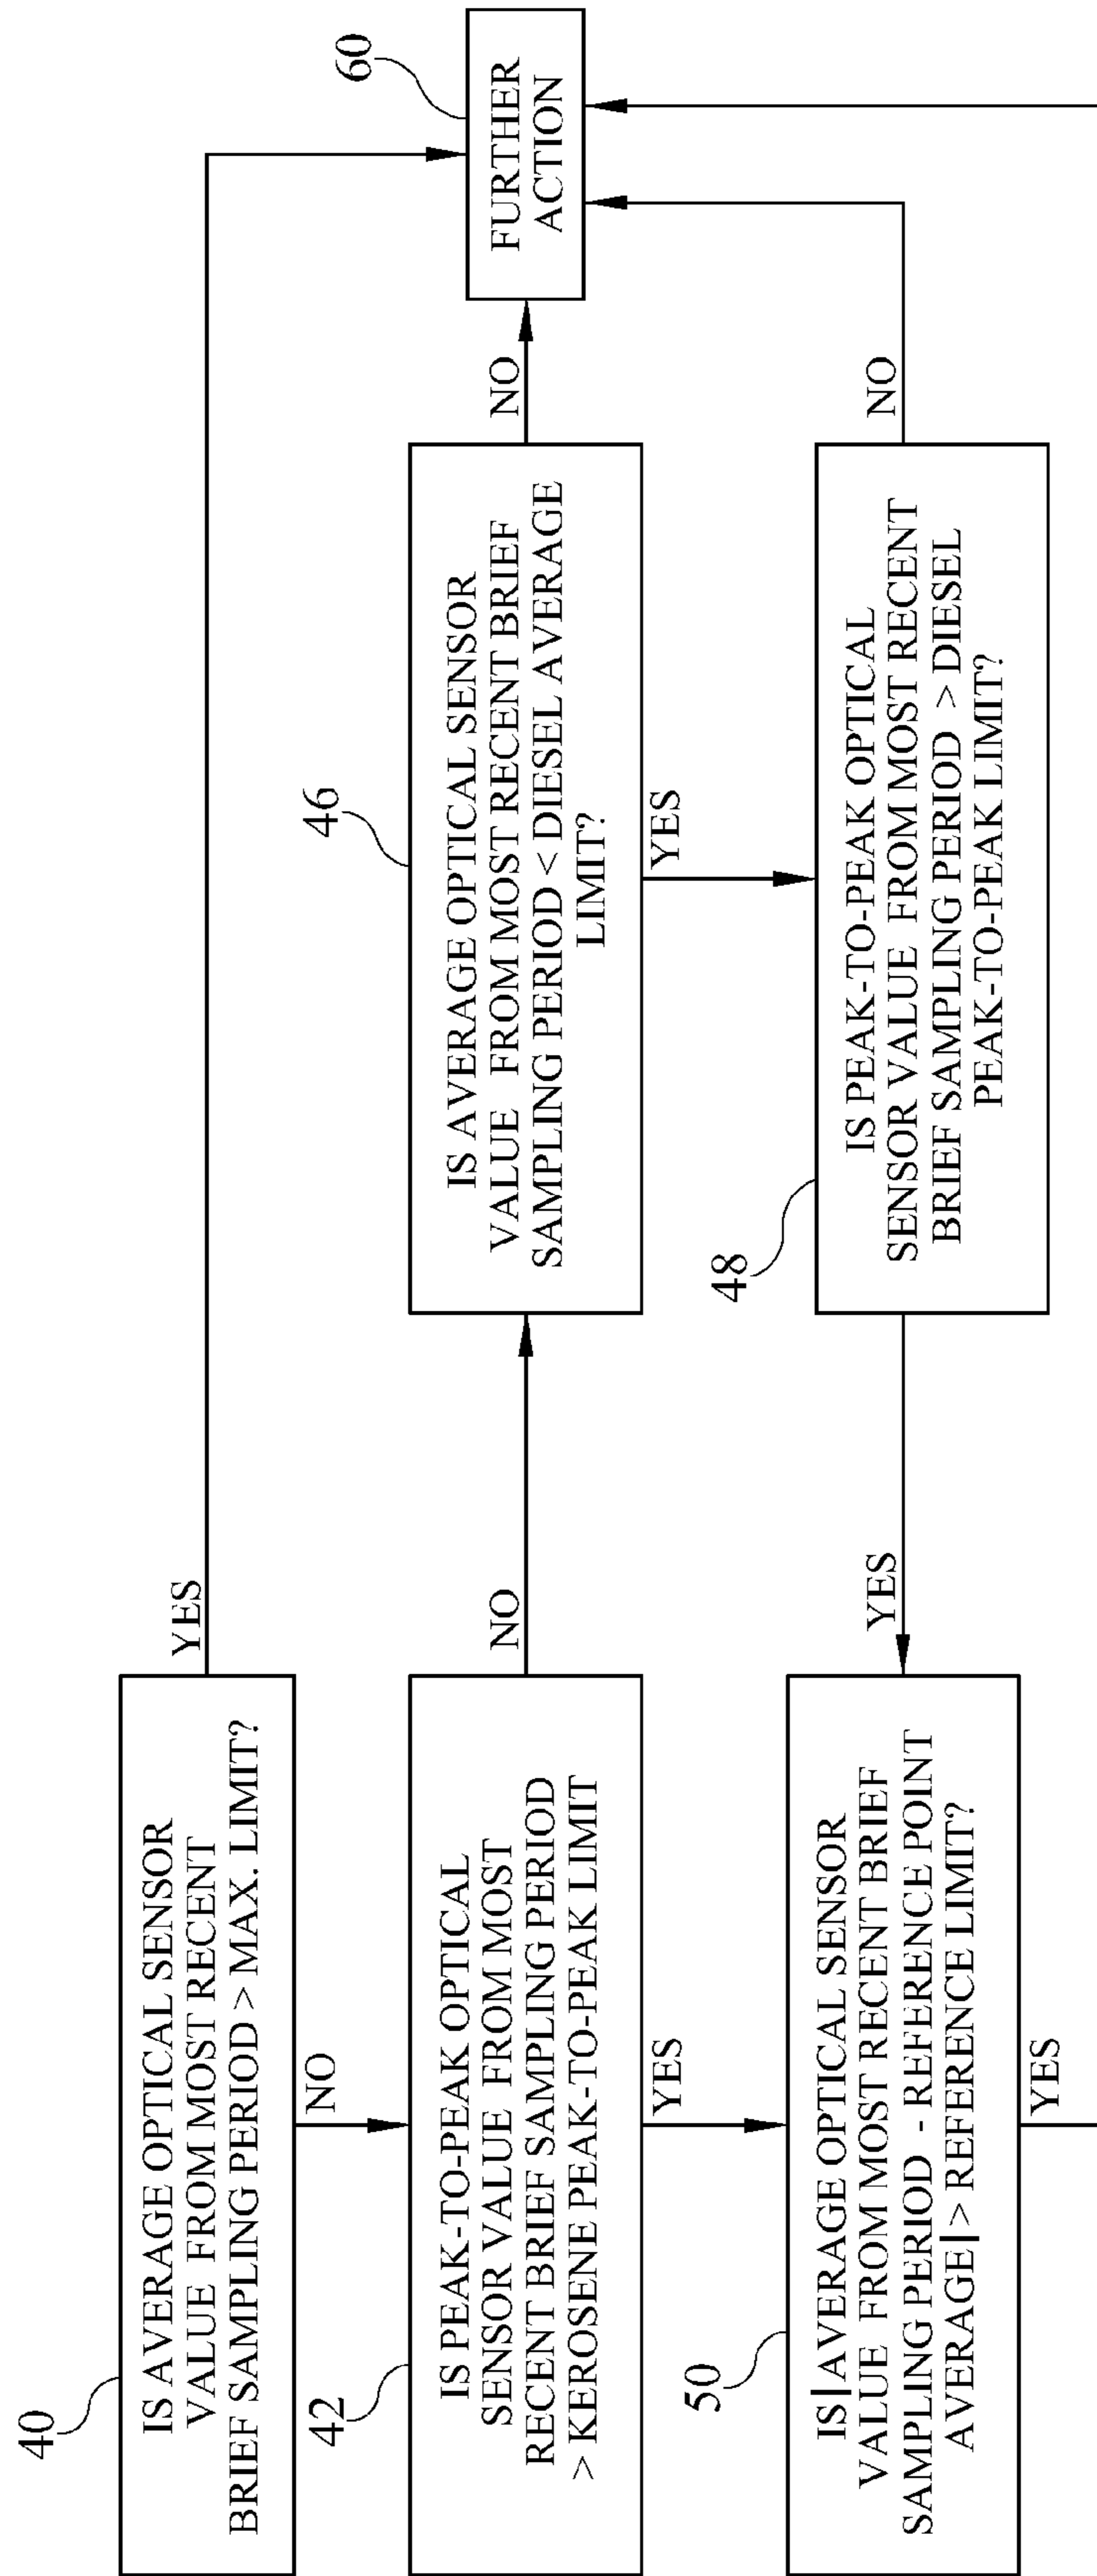 40
IS AVERAGE OPTICAL SENSOR
VALUE FROM MOST RECENT
BRIEF SAMPLING PERIOD > MAX. LIMIT?
YES
NO
42
IS PEAK-TO-PEAK OPTICAL
SENSOR VALUE FROM MOST
RECENT BRIEF SAMPLING PERIOD
> KEROSENE PEAK-TO-PEAK LIMIT
NO
YES
46
IS AVERAGE OPTICAL SENSOR
VALUE FROM MOST RECENT BRIEF
SAMPLING PERIOD < DIESEL AVERAGE
LIMIT?
NO
YES
60
FURTHER
ACTION
50
IS|AVERAGE OPTICAL SENSOR
VALUE FROM MOST RECENT BRIEF
SAMPLING PERIOD - REFERENCE POINT
AVERAGE|> REFERENCE LIMIT?
YES
YES
48
IS PEAK-TO-PEAK OPTICAL
SENSOR VALUE FROM MOST RECENT
BRIEF SAMPLING PERIOD > DIESEL
PEAK-TO-PEAK LIMIT?
NO